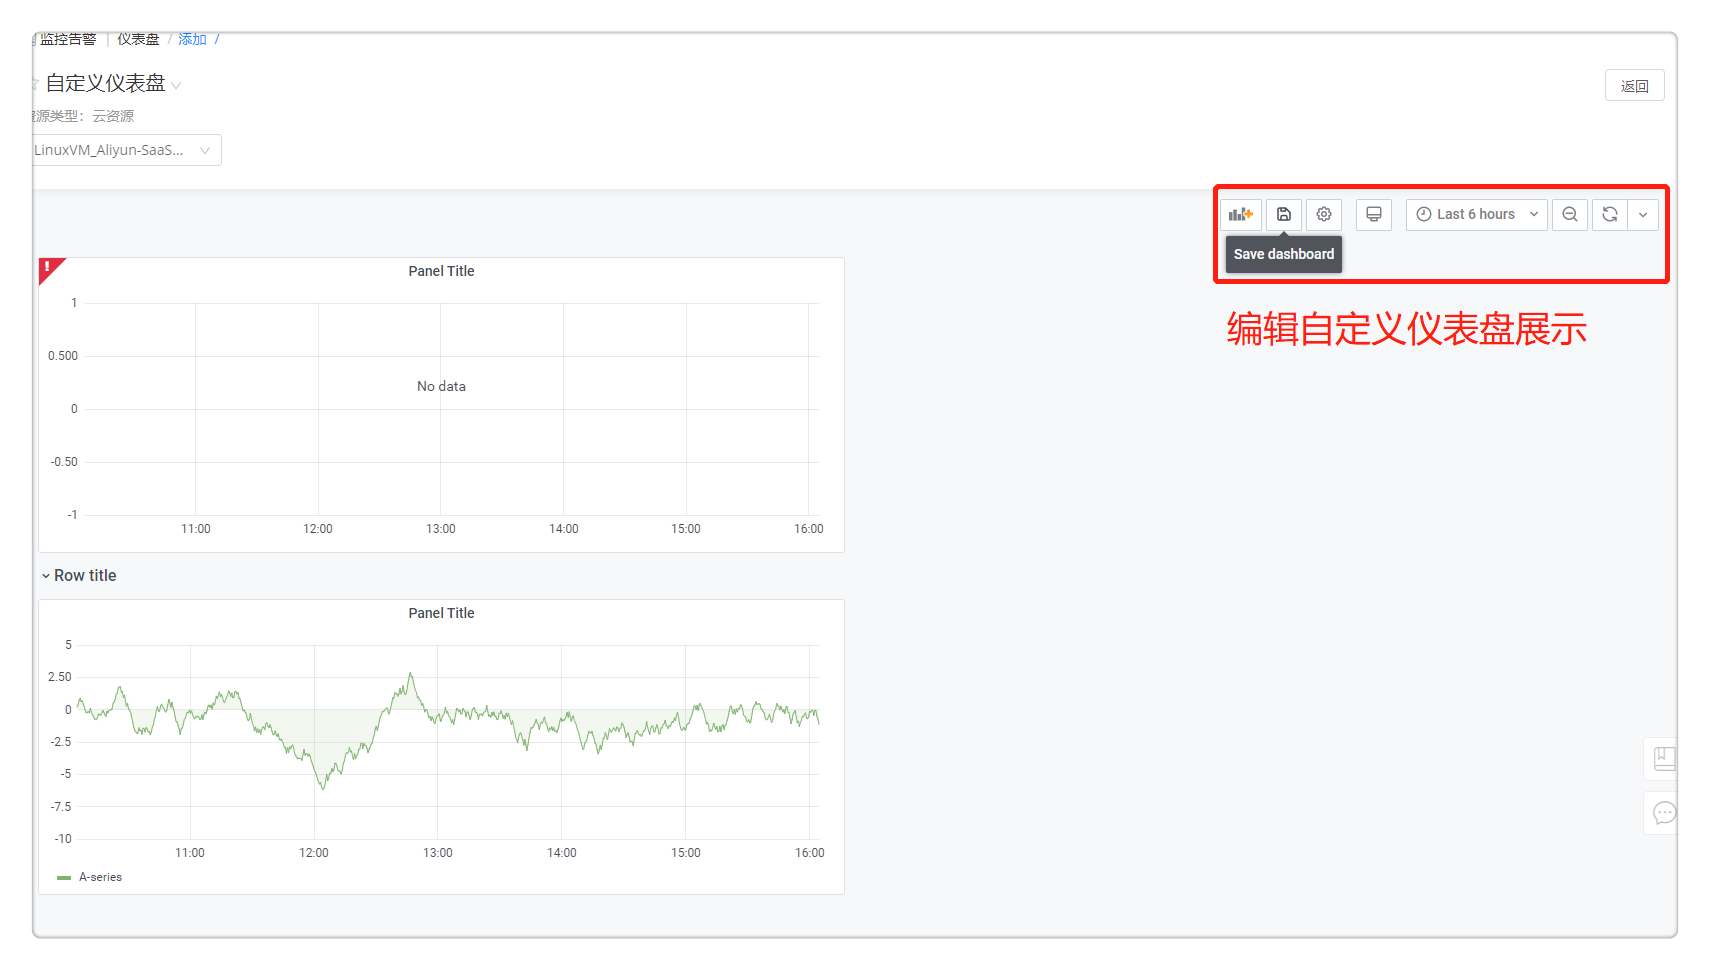 监控告警 | 仪表盘 / 添加 /
自定义仪表盘
返回
资源类型：云资源
LinuxVM_Aliyun-SaaS...
Last 6 hours
Save dashboard
编辑自定义仪表盘展示
!
Panel Title
1
0.500
No data
0
-0.50
-1
11:00 12:00 13:00 14:00 15:00 16:00
Row title
Panel Title
5
2.50
0
-2.5
-5
-7.5
-10
11:00 12:00 13:00 14:00 15:00 16:00
A-series